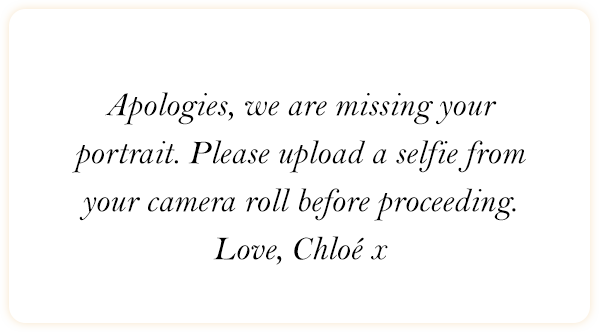 Apologies, we are missing your
portrait. Please upload a selfie from
your camera roll before proceeding.
Love, Chloé x